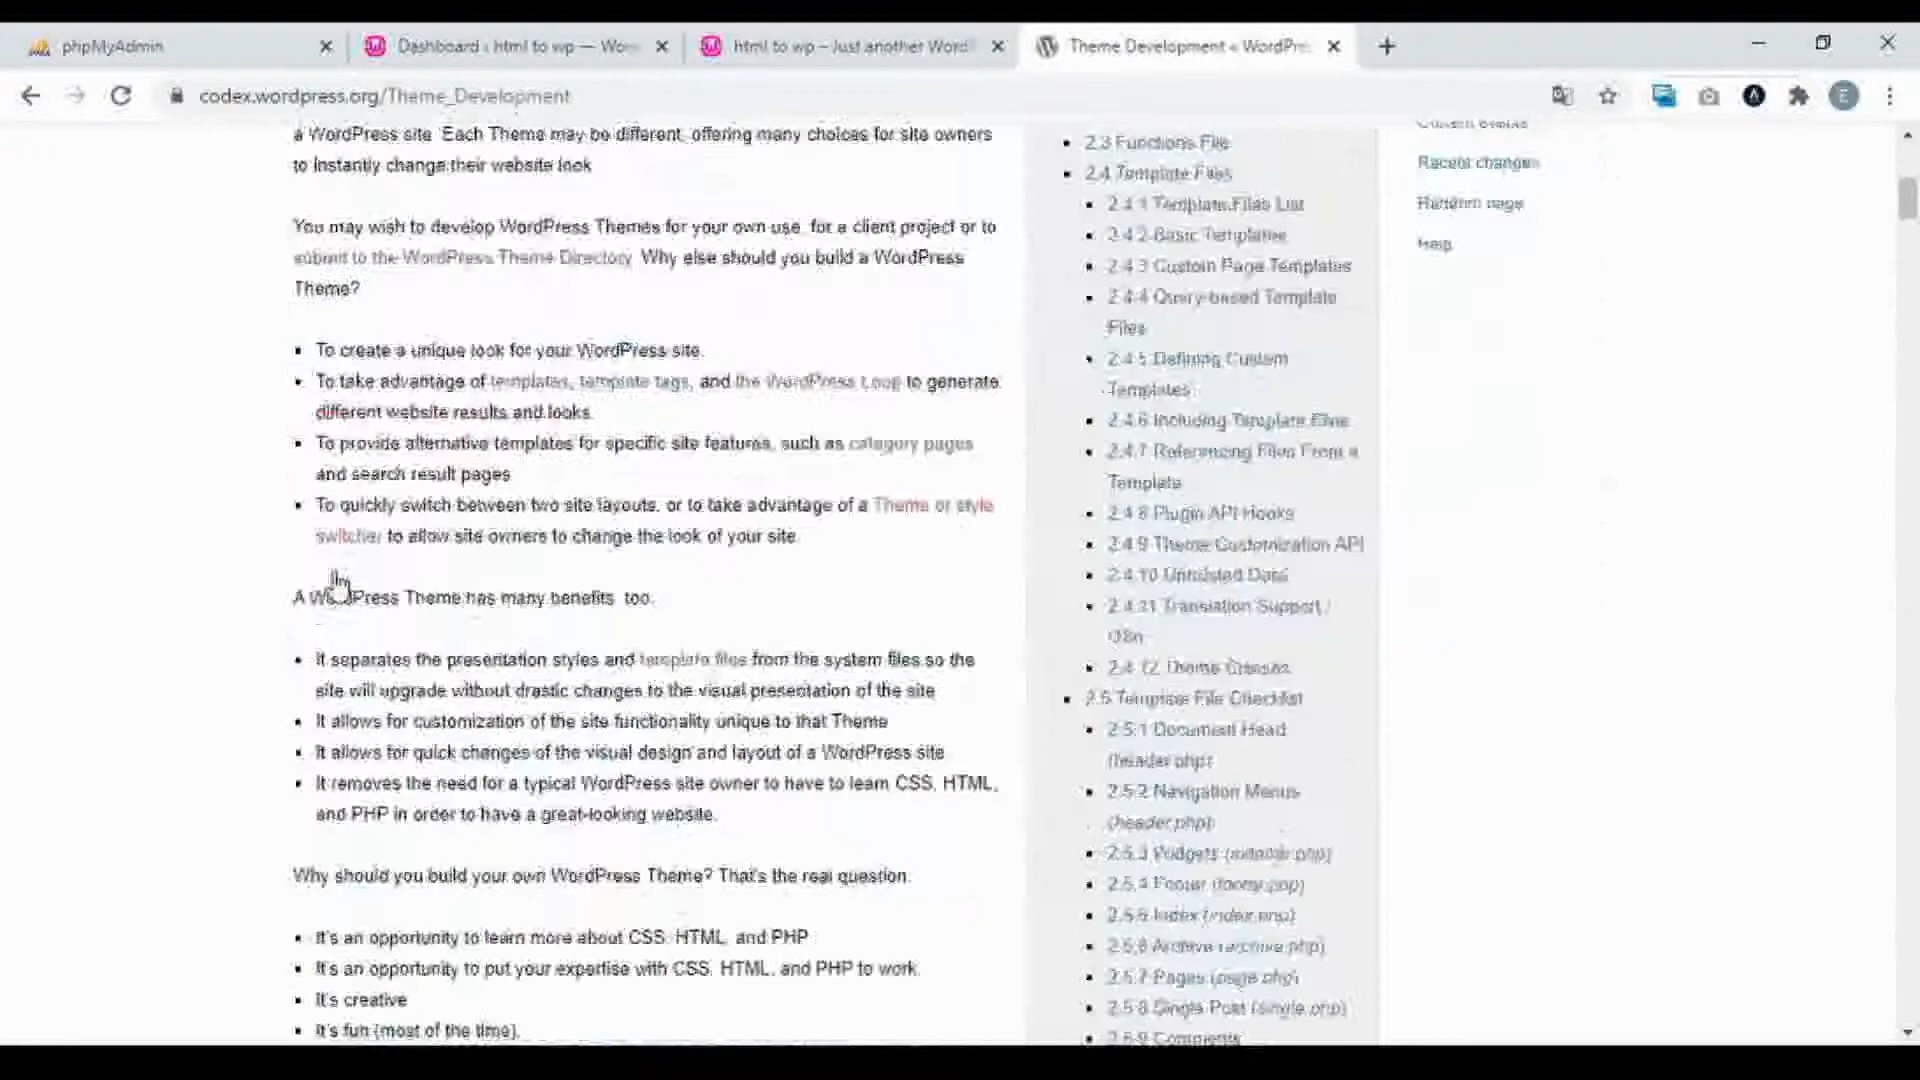 phpMyAdmin
Dashboard ‹ html to wp — Wor
html to wp – Just another Word
Theme Development « WordPre
codex.wordpress.org/Theme_Development
E
a WordPress site. Each Theme may be different, offering many choices for site owners
to instantly change their website look.
You may wish to develop WordPress Themes for your own use, for a client project or to
submit to the WordPress Theme Directory. Why else should you build a WordPress
Theme?
To create a unique look for your WordPress site.
To take advantage of templates, template tags, and the WordPress Loop to generate
different website results and looks.
To provide alternative templates for specific site features, such as category pages
and search result pages.
To quickly switch between two site layouts, or to take advantage of a Theme or style
switcher to allow site owners to change the look of your site.
A WordPress Theme has many benefits, too.
It separates the presentation styles and template files from the system files so the
site will upgrade without drastic changes to the visual presentation of the site.
It allows for customization of the site functionality unique to that Theme.
It allows for quick changes of the visual design and layout of a WordPress site.
It removes the need for a typical WordPress site owner to have to learn CSS, HTML,
and PHP in order to have a great-looking website.
Why should you build your own WordPress Theme? That's the real question.
It's an opportunity to learn more about CSS, HTML, and PHP.
It's an opportunity to put your expertise with CSS, HTML, and PHP to work.
It's creative.
It's fun (most of the time).
2.3 Functions File
2.4 Template Files
2.4.1 Template Files List
2.4.2 Basic Templates
2.4.3 Custom Page Templates
2.4.4 Query-based Template
Files
2.4.5 Defining Custom
Templates
2.4.6 Including Template Files
2.4.7 Referencing Files From a
Template
2.4.8 Plugin API Hooks
2.4.9 Theme Customization API
2.4.10 Untrusted Data
2.4.11 Translation Support /
I18n
2.4.12 Theme Classes
2.5 Template File Checklist
2.5.1 Document Head
(header.php)
2.5.2 Navigation Menus
(header.php)
2.5.3 Widgets (sidebar.php)
2.5.4 Footer (footer.php)
2.5.5 Index (index.php)
2.5.6 Archive (archive.php)
2.5.7 Pages (page.php)
2.5.8 Single Post (single.php)
2.5.9 Comments
Current events
Recent changes
Random page
Help